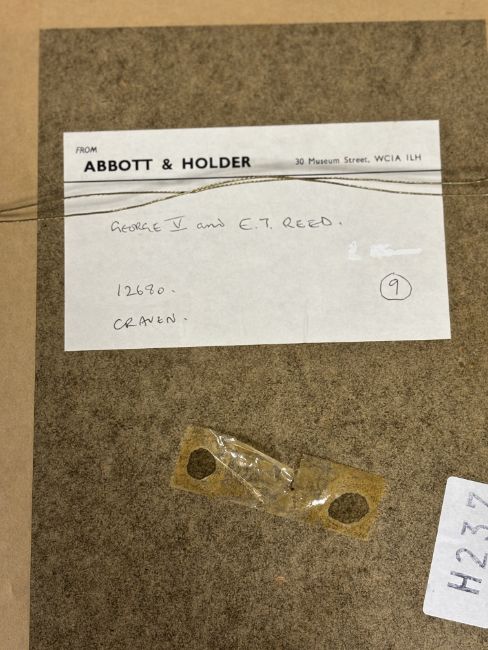 FROM
ABBOTT & HOLDER 30 Museum Street, WC1A 1LH
GEORGE V and E.T. REED.
12680.
9
CRAVEN.
H237